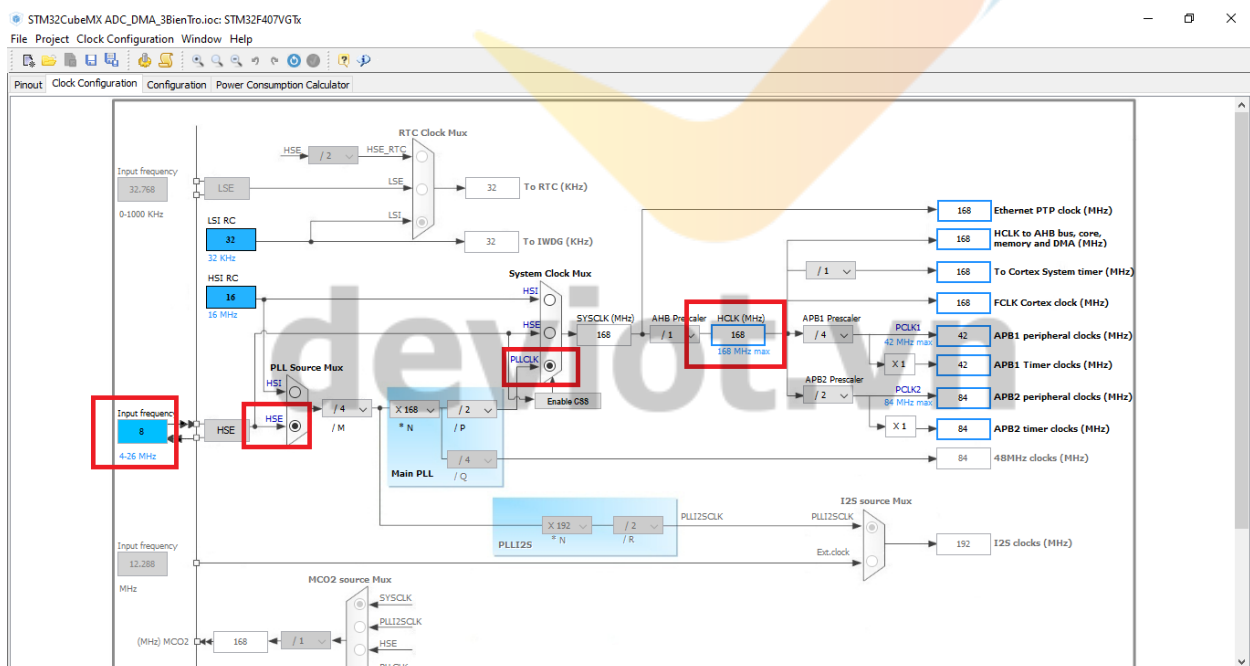 STM32CubeMX ADC_DMA_3BienTro.ioc: STM32F407VGTx
File Project Clock Configuration Window Help
Pinout Clock Configuration Configuration Power Consumption Calculator
RTC Clock Mux
HSE / 2 HSE_RTC
Input frequency
32.768 LSE LSE 32 To RTC (KHz)
0-1000 KHz
LSI RC LSI
32 32 To IWDG (KHz)
32 KHz
HSI RC
16
16 MHz
System Clock Mux
HSI
HSE
PLLCLK
Enable CSS
SYSCLK (MHz) AHB Prescaler HCLK (MHz) APB1 Prescaler
168 / 1 168 / 4
168 MHz max
168 Ethernet PTP clock (MHz)
168 HCLK to AHB bus, core,
memory and DMA (MHz)
/ 1 168 To Cortex System timer (MHz)
168 FCLK Cortex clock (MHz)
PCLK1 42 APB1 peripheral clocks (MHz)
42 MHz max
X 1 42 APB1 Timer clocks (MHz)
APB2 Prescaler
/ 2 PCLK2 84 APB2 peripheral clocks (MHz)
84 MHz max
X 1 84 APB2 timer clocks (MHz)
84 48MHz clocks (MHz)
deviot.vn
PLL Source Mux
HSI
Input frequency
8 HSE HSE
4-26 MHz
/ 4 X 168 / 2
/ M * N / P
/ 4
Main PLL / Q
X 192 / 2 PLLI2SCLK
PLLI2S * N / R
I2S source Mux
PLLI2SCLK
Ext.clock
192 I2S clocks (MHz)
Input frequency
12.288
MHz
MCO2 source Mux
SYSCLK
PLLI2SCLK
(MHz) MCO2 168 / 1 HSE